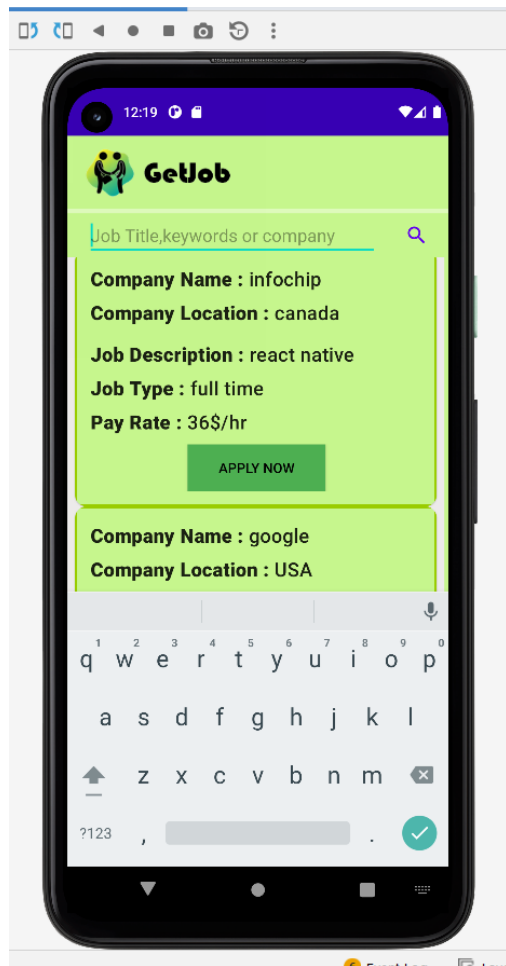 12:19
GetJob
Job Title,keywords or company
Company Name : infochip
Company Location : canada
Job Description : react native
Job Type : full time
Pay Rate : 36$/hr
APPLY NOW
Company Name : google
Company Location : USA
1 2 3 4 5 6 7 8 9 0
q w e r t y u i o p
a s d f g h j k l
z x c v b n m
?123 , .